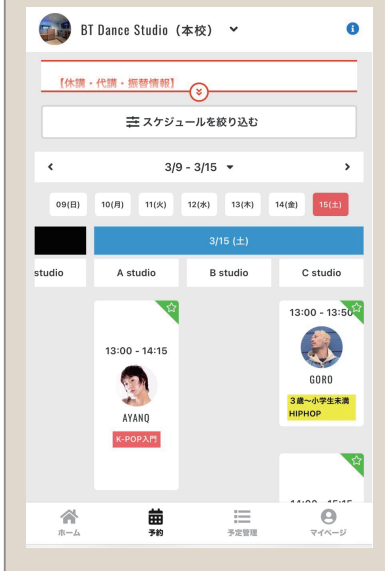 BT Dance Studio（本校）
【休講・代講・振替情報】
スケジュールを絞り込む
3/9 - 3/15
09(日) 10(月) 11(火) 12(水) 13(木) 14(金) 15(土)
3/15 (土)
studio A studio B studio C studio
13:00 - 13:50
13:00 - 14:15
GORO
３歳〜小学生未満
HIPHOP
AYANQ
K-POP入門
ホーム 予約 予定管理 マイページ